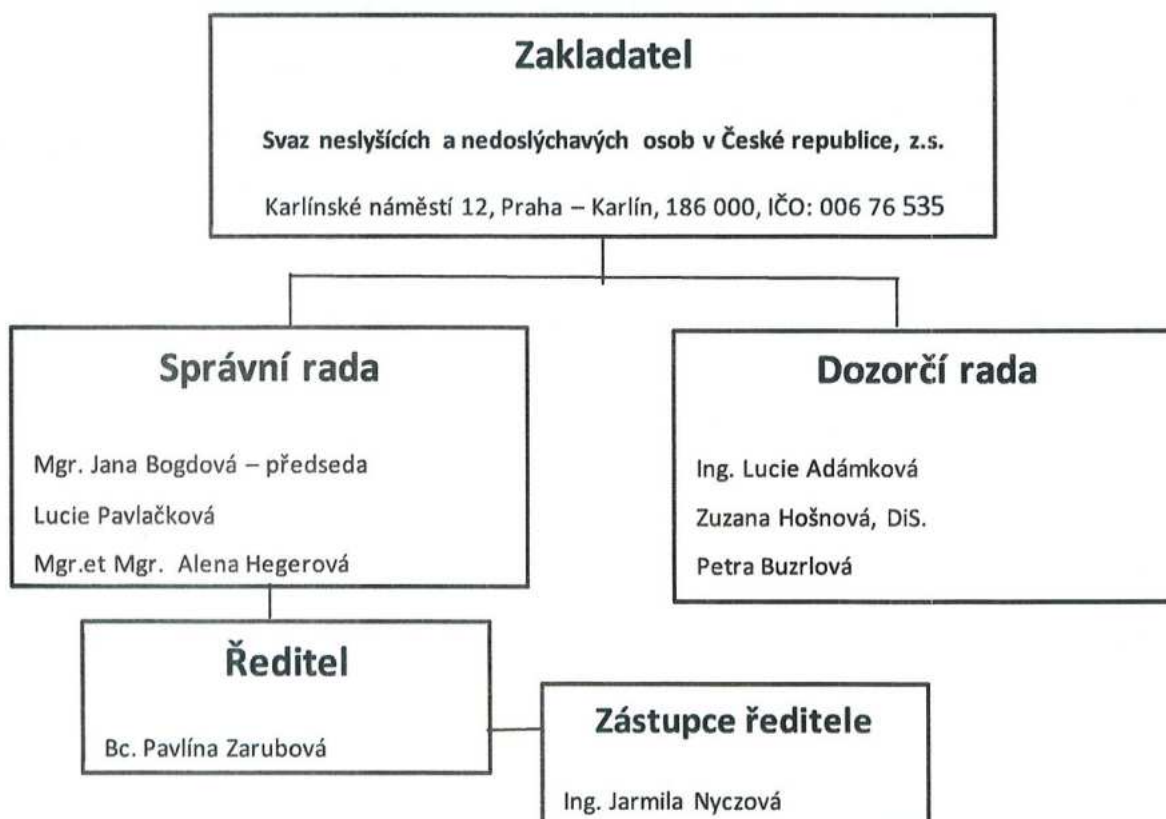 Zakladatel
Svaz neslyšících a nedoslýchavých osob v České republice, z.s.
Karlínské náměstí 12, Praha – Karlín, 186 000, IČO: 006 76 535
Správní rada
Mgr. Jana Bogdová – předseda
Lucie Pavlačková
Mgr.et Mgr. Alena Hegerová
Dozorčí rada
Ing. Lucie Adámková
Zuzana Hošnová, DiS.
Petra Buzrlová
Ředitel
Bc. Pavlína Zarubová
Zástupce ředitele
Ing. Jarmila Nyczová